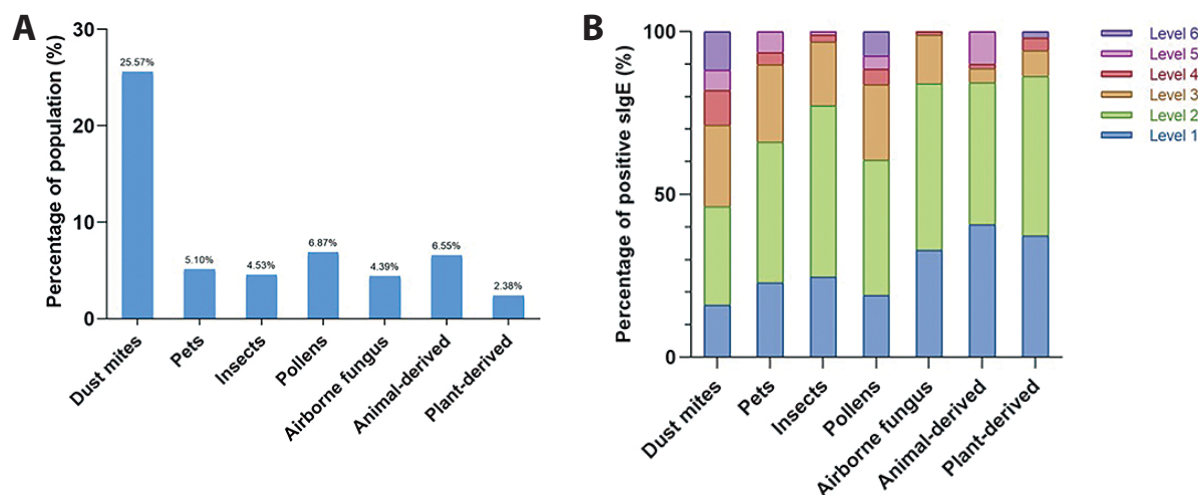 A
Percentage of population (%)
30
20
10
0
25.57%
5.10%
4.53%
6.87%
4.39%
6.55%
2.38%
Dust mites
Pets
Insects
Pollens
Airborne fungus
Animal-derived
Plant-derived
B
Percentage of positive sIgE (%)
100
50
0
Dust mites
Pets
Insects
Pollens
Airborne fungus
Animal-derived
Plant-derived
Level 6
Level 5
Level 4
Level 3
Level 2
Level 1